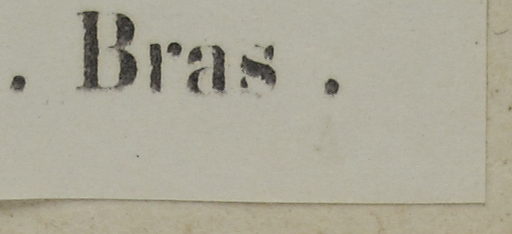 . Bras .